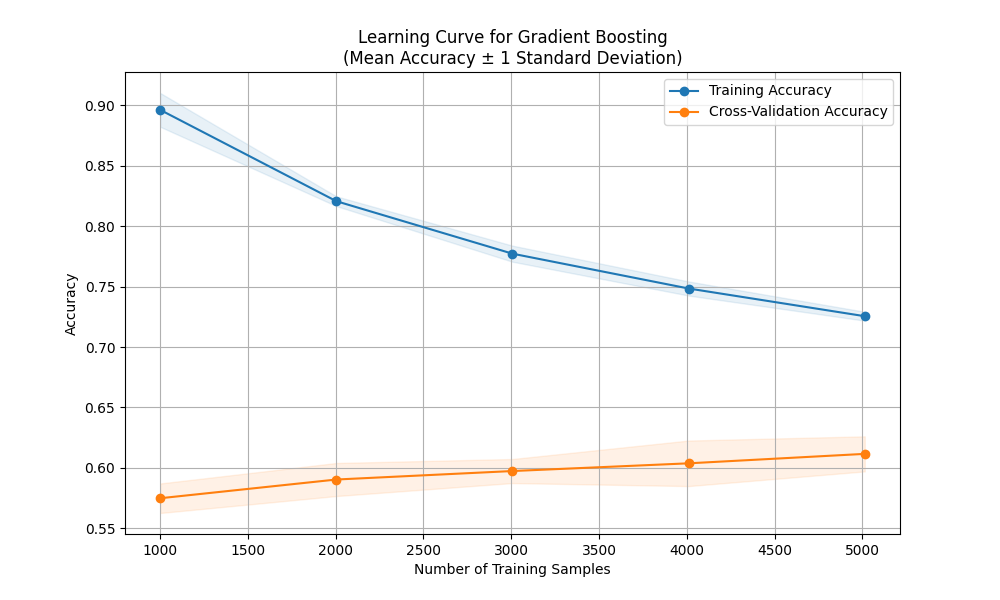 Learning Curve for Gradient Boosting
(Mean Accuracy ± 1 Standard Deviation)
Training Accuracy
Cross-Validation Accuracy
Accuracy
0.90
0.85
0.80
0.75
0.70
0.65
0.60
0.55
1000 1500 2000 2500 3000 3500 4000 4500 5000
Number of Training Samples